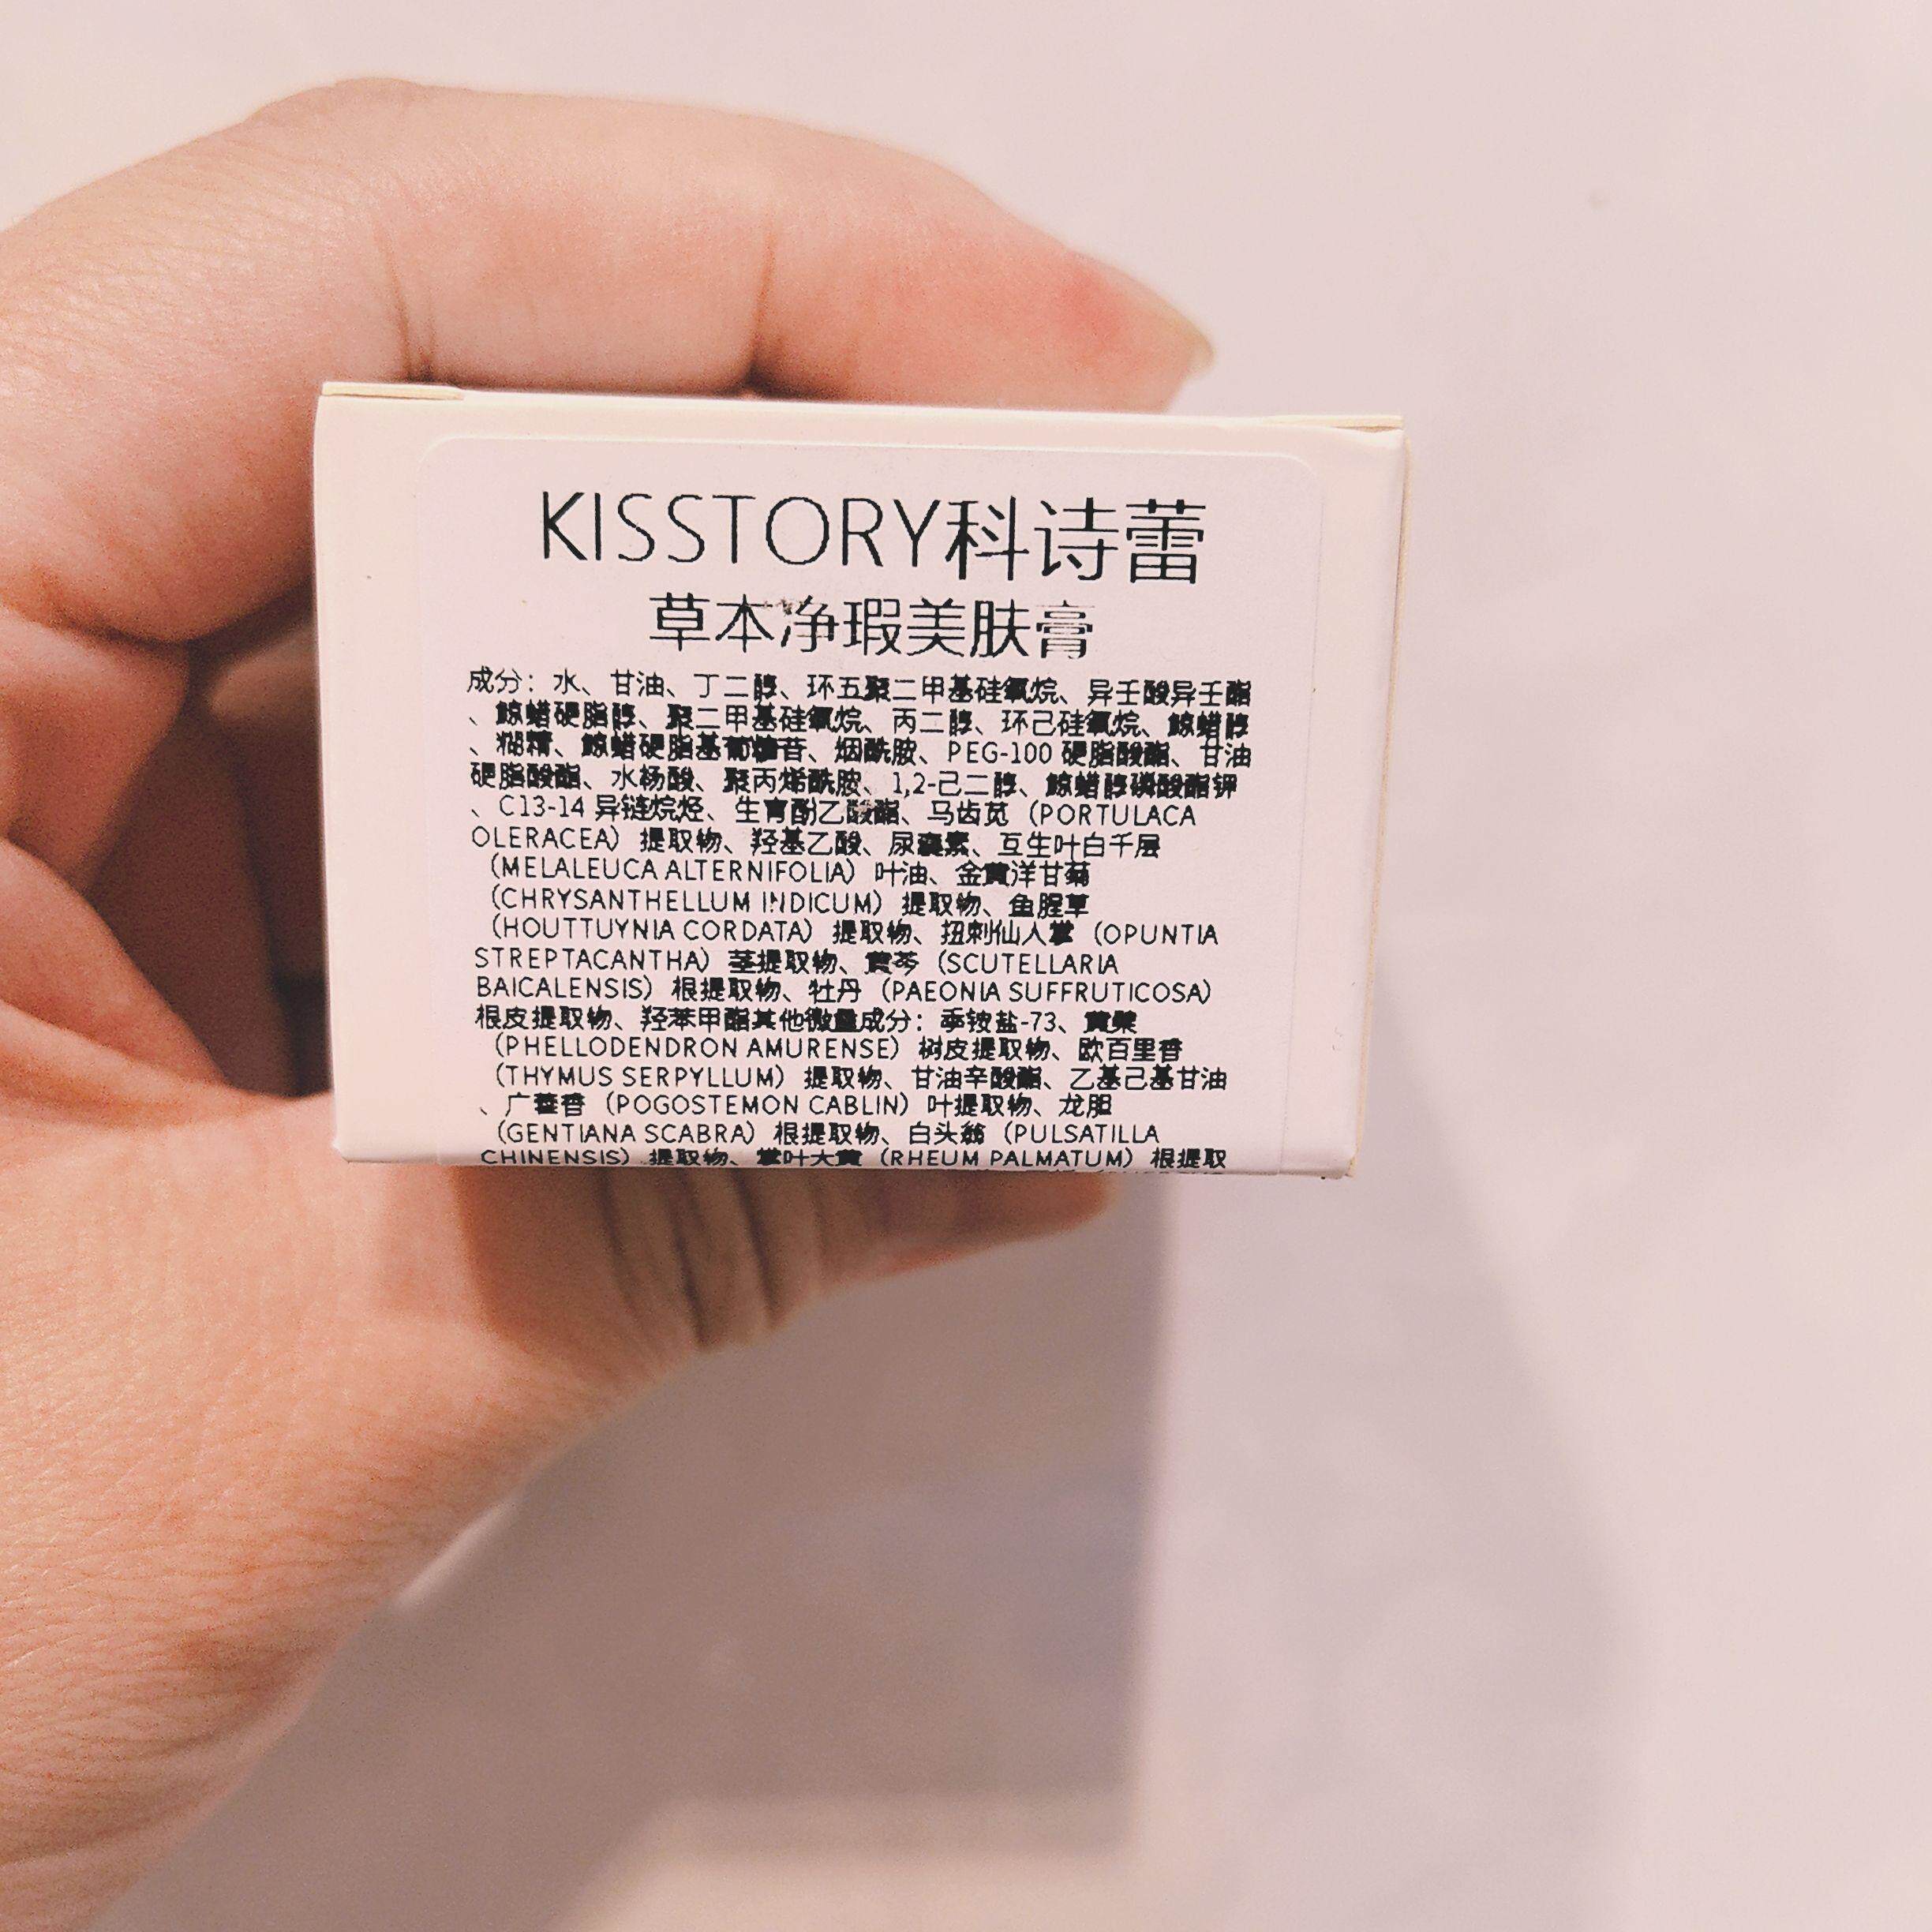 KISSTORY科诗蕾
草本净瑕美肤膏
成分：水、甘油、丁二醇、环五聚二甲基硅氧烷、异壬酸异壬酯
、鲸蜡硬脂醇、聚二甲基硅氧烷、丙二醇、环己硅氧烷、鲸蜡醇
、糊精、鲸蜡硬脂基葡糖苷、烟酰胺、PEG-100 硬脂酸酯、甘油
硬脂酸酯、水杨酸、聚丙烯酰胺、1,2-己二醇、鲸蜡醇磷酸酯钾
、C13-14 异链烷烃、生育酚乙酸酯、马齿苋（PORTULACA
OLERACEA）提取物、羟基乙酸、尿囊素、互生叶白千层
（MELALEUCA ALTERNIFOLIA）叶油、金黄洋甘菊
（CHRYSANTHELLUM INDICUM）提取物、鱼腥草
（HOUTTUYNIA CORDATA）提取物、扭刺仙人掌（OPUNTIA
STREPTACANTHA）茎提取物、黄芩（SCUTELLARIA
BAICALENSIS）根提取物、牡丹（PAEONIA SUFFRUTICOSA）
根皮提取物、羟苯甲酯其他微量成分：季铵盐-73、黄檗
（PHELLODENDRON AMURENSE）树皮提取物、欧百里香
（THYMUS SERPYLLUM）提取物、甘油辛酸酯、乙基己基甘油
、广藿香（POGOSTEMON CABLIN）叶提取物、龙胆
（GENTIANA SCABRA）根提取物、白头翁（PULSATILLA
CHINENSIS）提取物、掌叶大黄（RHEUM PALMATUM）根提取